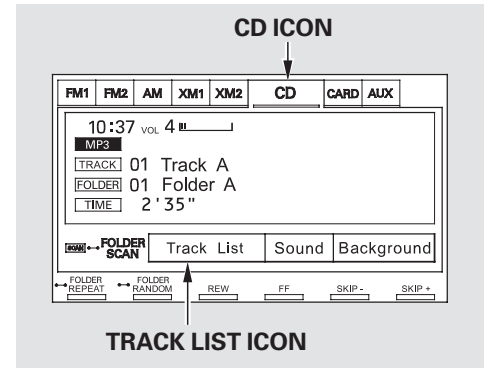 CD ICON
FM1 FM2 AM XM1 XM2 CD CARD AUX
10:37 VOL 4
MP3
TRACK 01 Track A
FOLDER 01 Folder A
TIME 2'35"
SCAN FOLDER SCAN Track List Sound Background
FOLDER REPEAT FOLDER RANDOM REW FF SKIP- SKIP+
TRACK LIST ICON